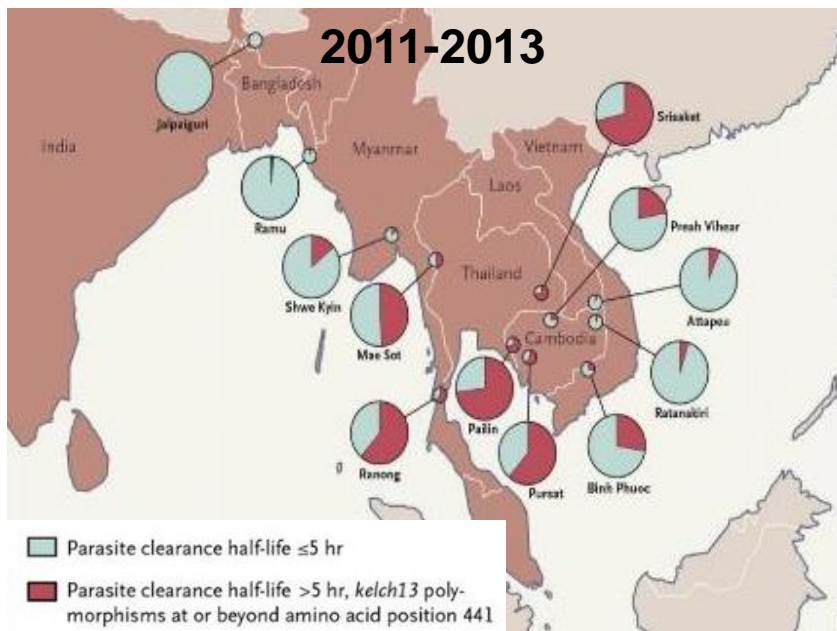 2011-2013
Bangladesh
Jalpaiguri
India
Myanmar
Vietnam
Srisaket
Laos
Ramu
Preah Vihear
Thailand
Shwe Kyin
Attapeu
Cambodia
Mae Sot
Ratanakiri
Pailin
Ranong
Pursat
Binh Phuoc
Parasite clearance half-life ≤5 hr
Parasite clearance half-life >5 hr, kelch13 poly-
morphisms at or beyond amino acid position 441